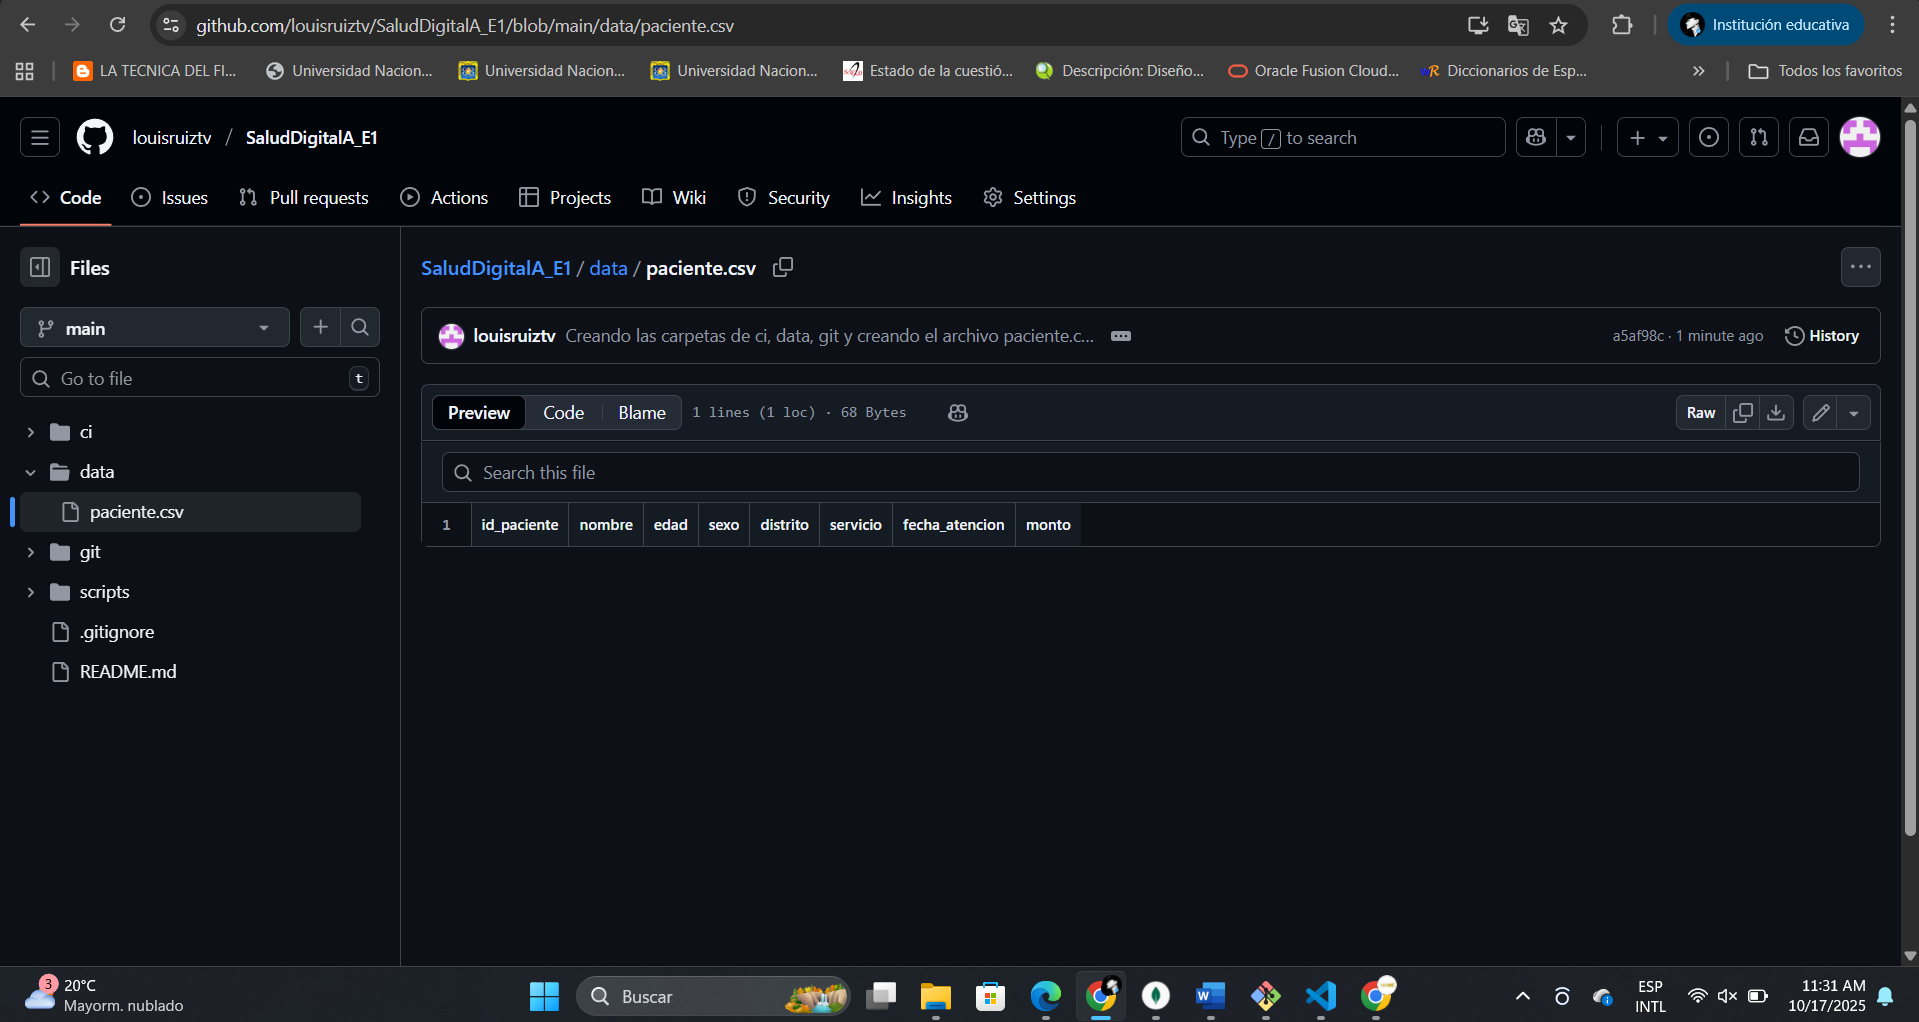 github.com/louisruiztv/SaludDigitalA_E1/blob/main/data/paciente.csv
Institución educativa
LA TECNICA DEL FI...
Universidad Nacion...
Universidad Nacion...
Universidad Nacion...
Estado de la cuestió...
Descripción: Diseño...
Oracle Fusion Cloud...
Diccionarios de Esp...
Todos los favoritos
louisruiztv / SaludDigitalA_E1
Type / to search
Code
Issues
Pull requests
Actions
Projects
Wiki
Security
Insights
Settings
Files
main
Go to file
t
ci
data
paciente.csv
git
scripts
.gitignore
README.md
SaludDigitalA_E1 / data / paciente.csv
louisruiztv Creando las carpetas de ci, data, git y creando el archivo paciente.c...
a5af98c · 1 minute ago
History
Preview
Code
Blame
1 lines (1 loc) · 68 Bytes
Raw
Search this file
1 id_paciente nombre edad sexo distrito servicio fecha_atencion monto
3
20°C
Mayorm. nublado
Buscar
ESP
INTL
11:31 AM
10/17/2025